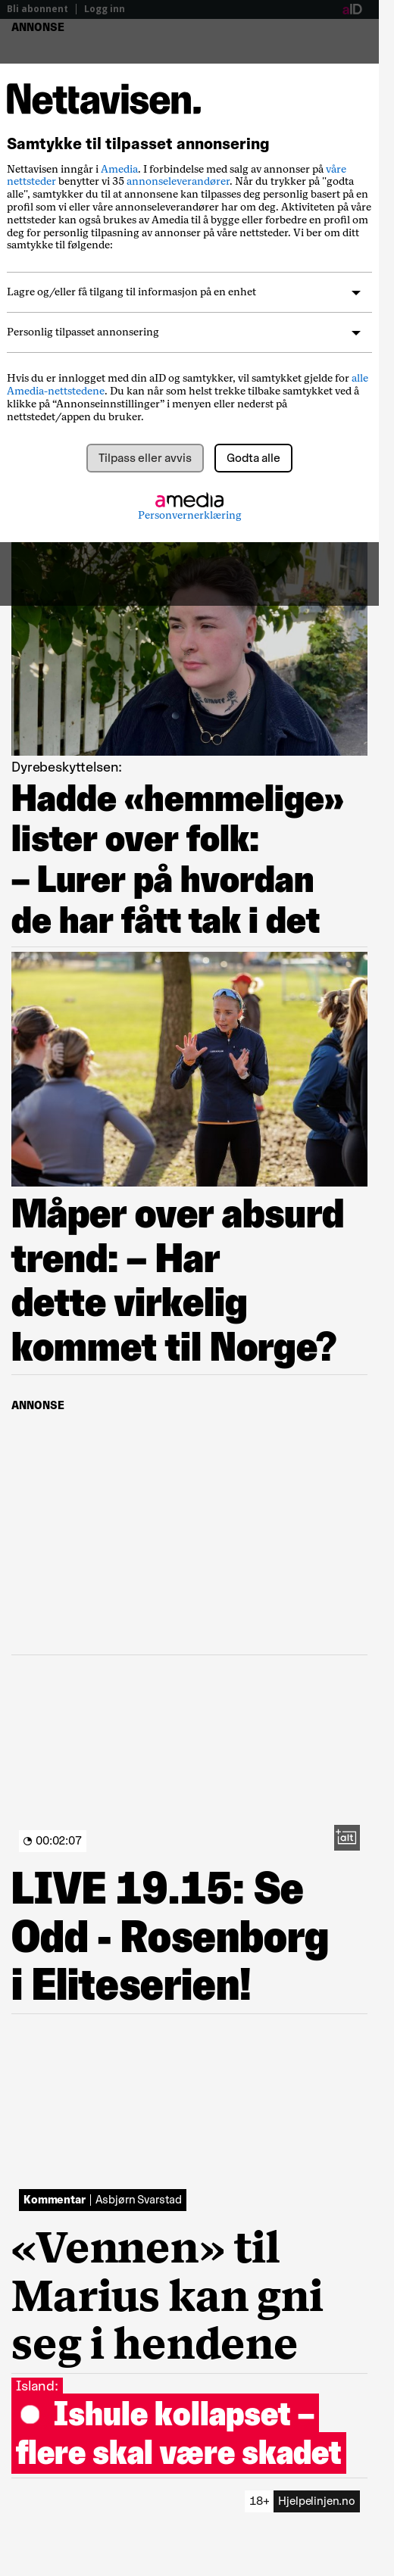 Bli abonnent | Logg inn
aID
ANNONSE
Nettavisen.
Samtykke til tilpasset annonsering
Nettavisen inngår i Amedia. I forbindelse med salg av annonser på våre
nettsteder benytter vi 35 annonseleverandører. Når du trykker på "godta
alle", samtykker du til at annonsene kan tilpasses deg personlig basert på en
profil som vi eller våre annonseleverandører har om deg. Aktiviteten på våre
nettsteder kan også brukes av Amedia til å bygge eller forbedre en profil om
deg for personlig tilpasning av annonser på våre nettsteder. Vi ber om ditt
samtykke til følgende:
Lagre og/eller få tilgang til informasjon på en enhet
Personlig tilpasset annonsering
Hvis du er innlogget med din aID og samtykker, vil samtykket gjelde for alle
Amedia-nettstedene. Du kan når som helst trekke tilbake samtykket ved å
klikke på “Annonseinnstillinger” i menyen eller nederst på
nettstedet/appen du bruker.
Tilpass eller avvis
Godta alle
amedia
Personvernerklæring
Dyrebeskyttelsen:
Hadde «hemmelige»
lister over folk:
– Lurer på hvordan
de har fått tak i det
Måper over absurd
trend: – Har
dette virkelig
kommet til Norge?
ANNONSE
00:02:07
+alt
LIVE 19.15: Se
Odd - Rosenborg
i Eliteserien!
Kommentar | Asbjørn Svarstad
«Vennen» til
Marius kan gni
seg i hendene
Island:
Ishule kollapset –
flere skal være skadet
18+ Hjelpelinjen.no